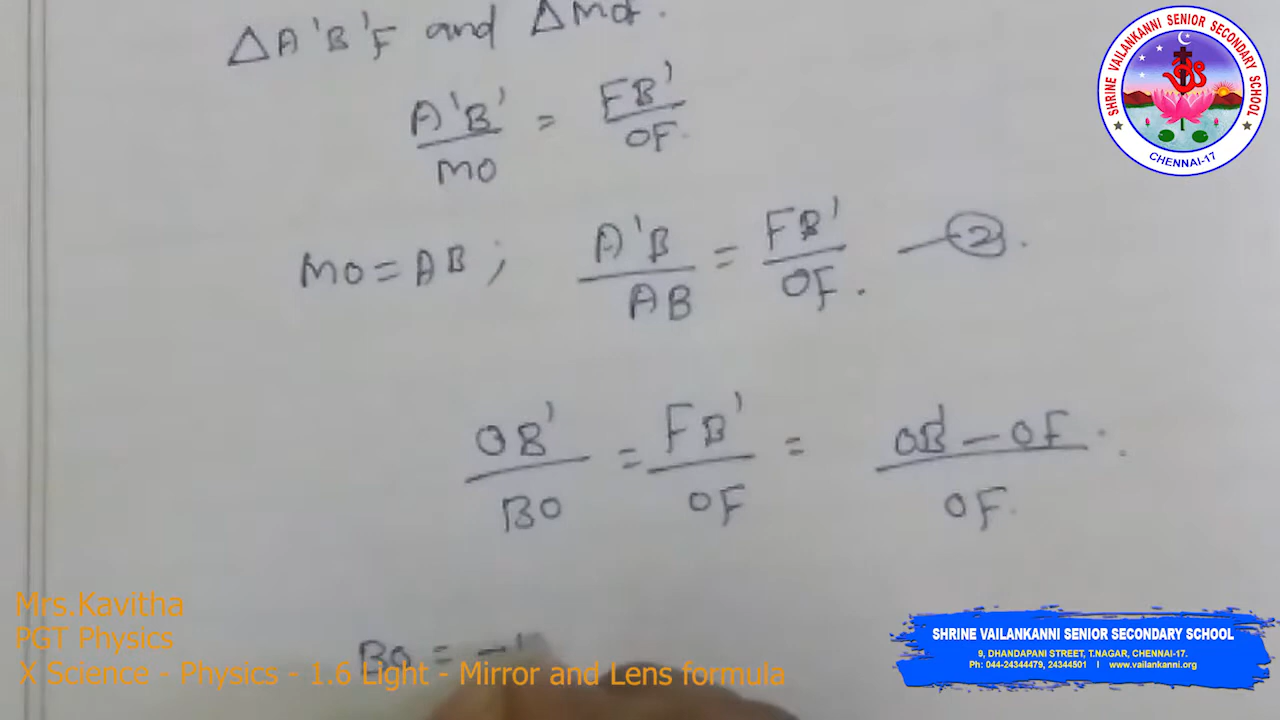 △A'B'F and △MOF.
A'B'/MO = FB'/OF.
MO = AB ; A'B/AB = FB'/OF. — 2.
OB'/BO = FB'/OF = OB' - OF/OF.
BO = -
Mrs.Kavitha
PGT Physics
X Science - Physics - 1.6 Light - Mirror and Lens formula
SHRINE VAILANKANNI SENIOR SECONDARY SCHOOL
CHENNAI-17
SHRINE VAILANKANNI SENIOR SECONDARY SCHOOL
9, DHANDAPANI STREET, T.NAGAR, CHENNAI-17.
Ph: 044-24344479, 24344501 | www.vailankanni.org